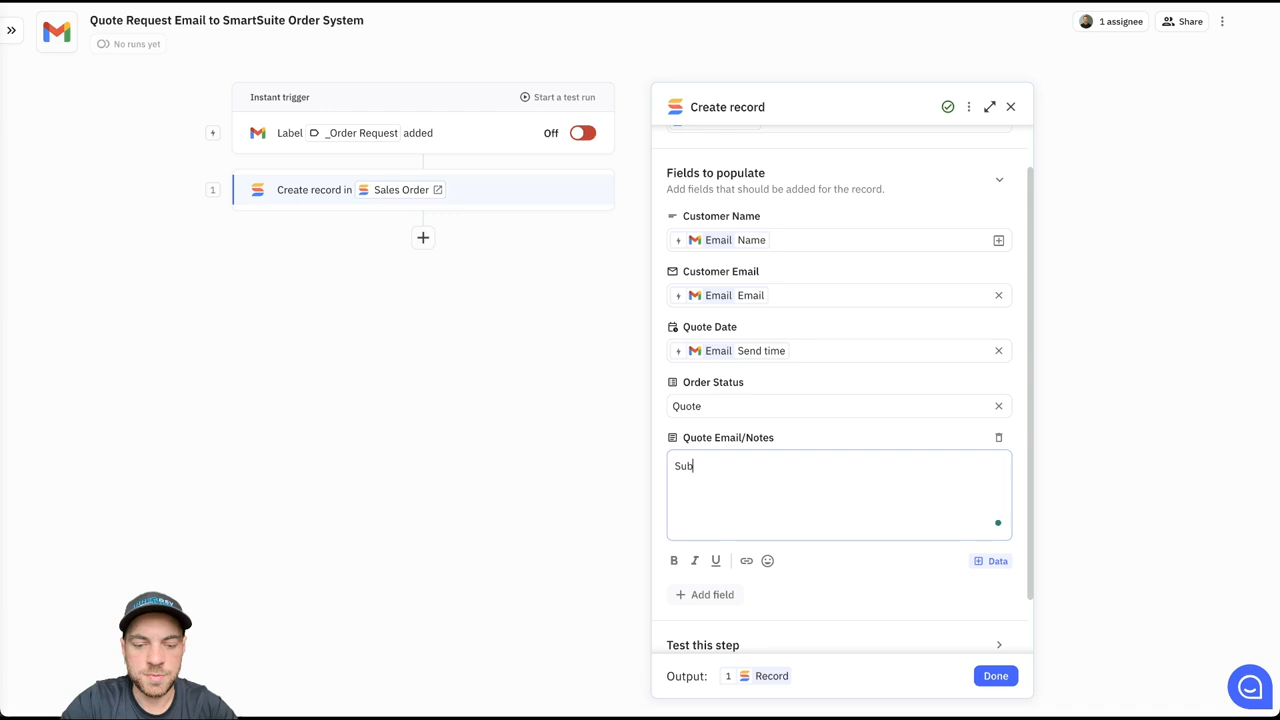 Quote Request Email to SmartSuite Order System
No runs yet
1 assignee
Share
Instant trigger
Start a test run
Label _Order Request added
Off
1
Create record in Sales Order
Create record
Fields to populate
Add fields that should be added for the record.
Customer Name
Email Name
Customer Email
Email Email
Quote Date
Email Send time
Order Status
Quote
Quote Email/Notes
Sub
B I U
Data
Add field
Test this step
Output: 1 Record
Done